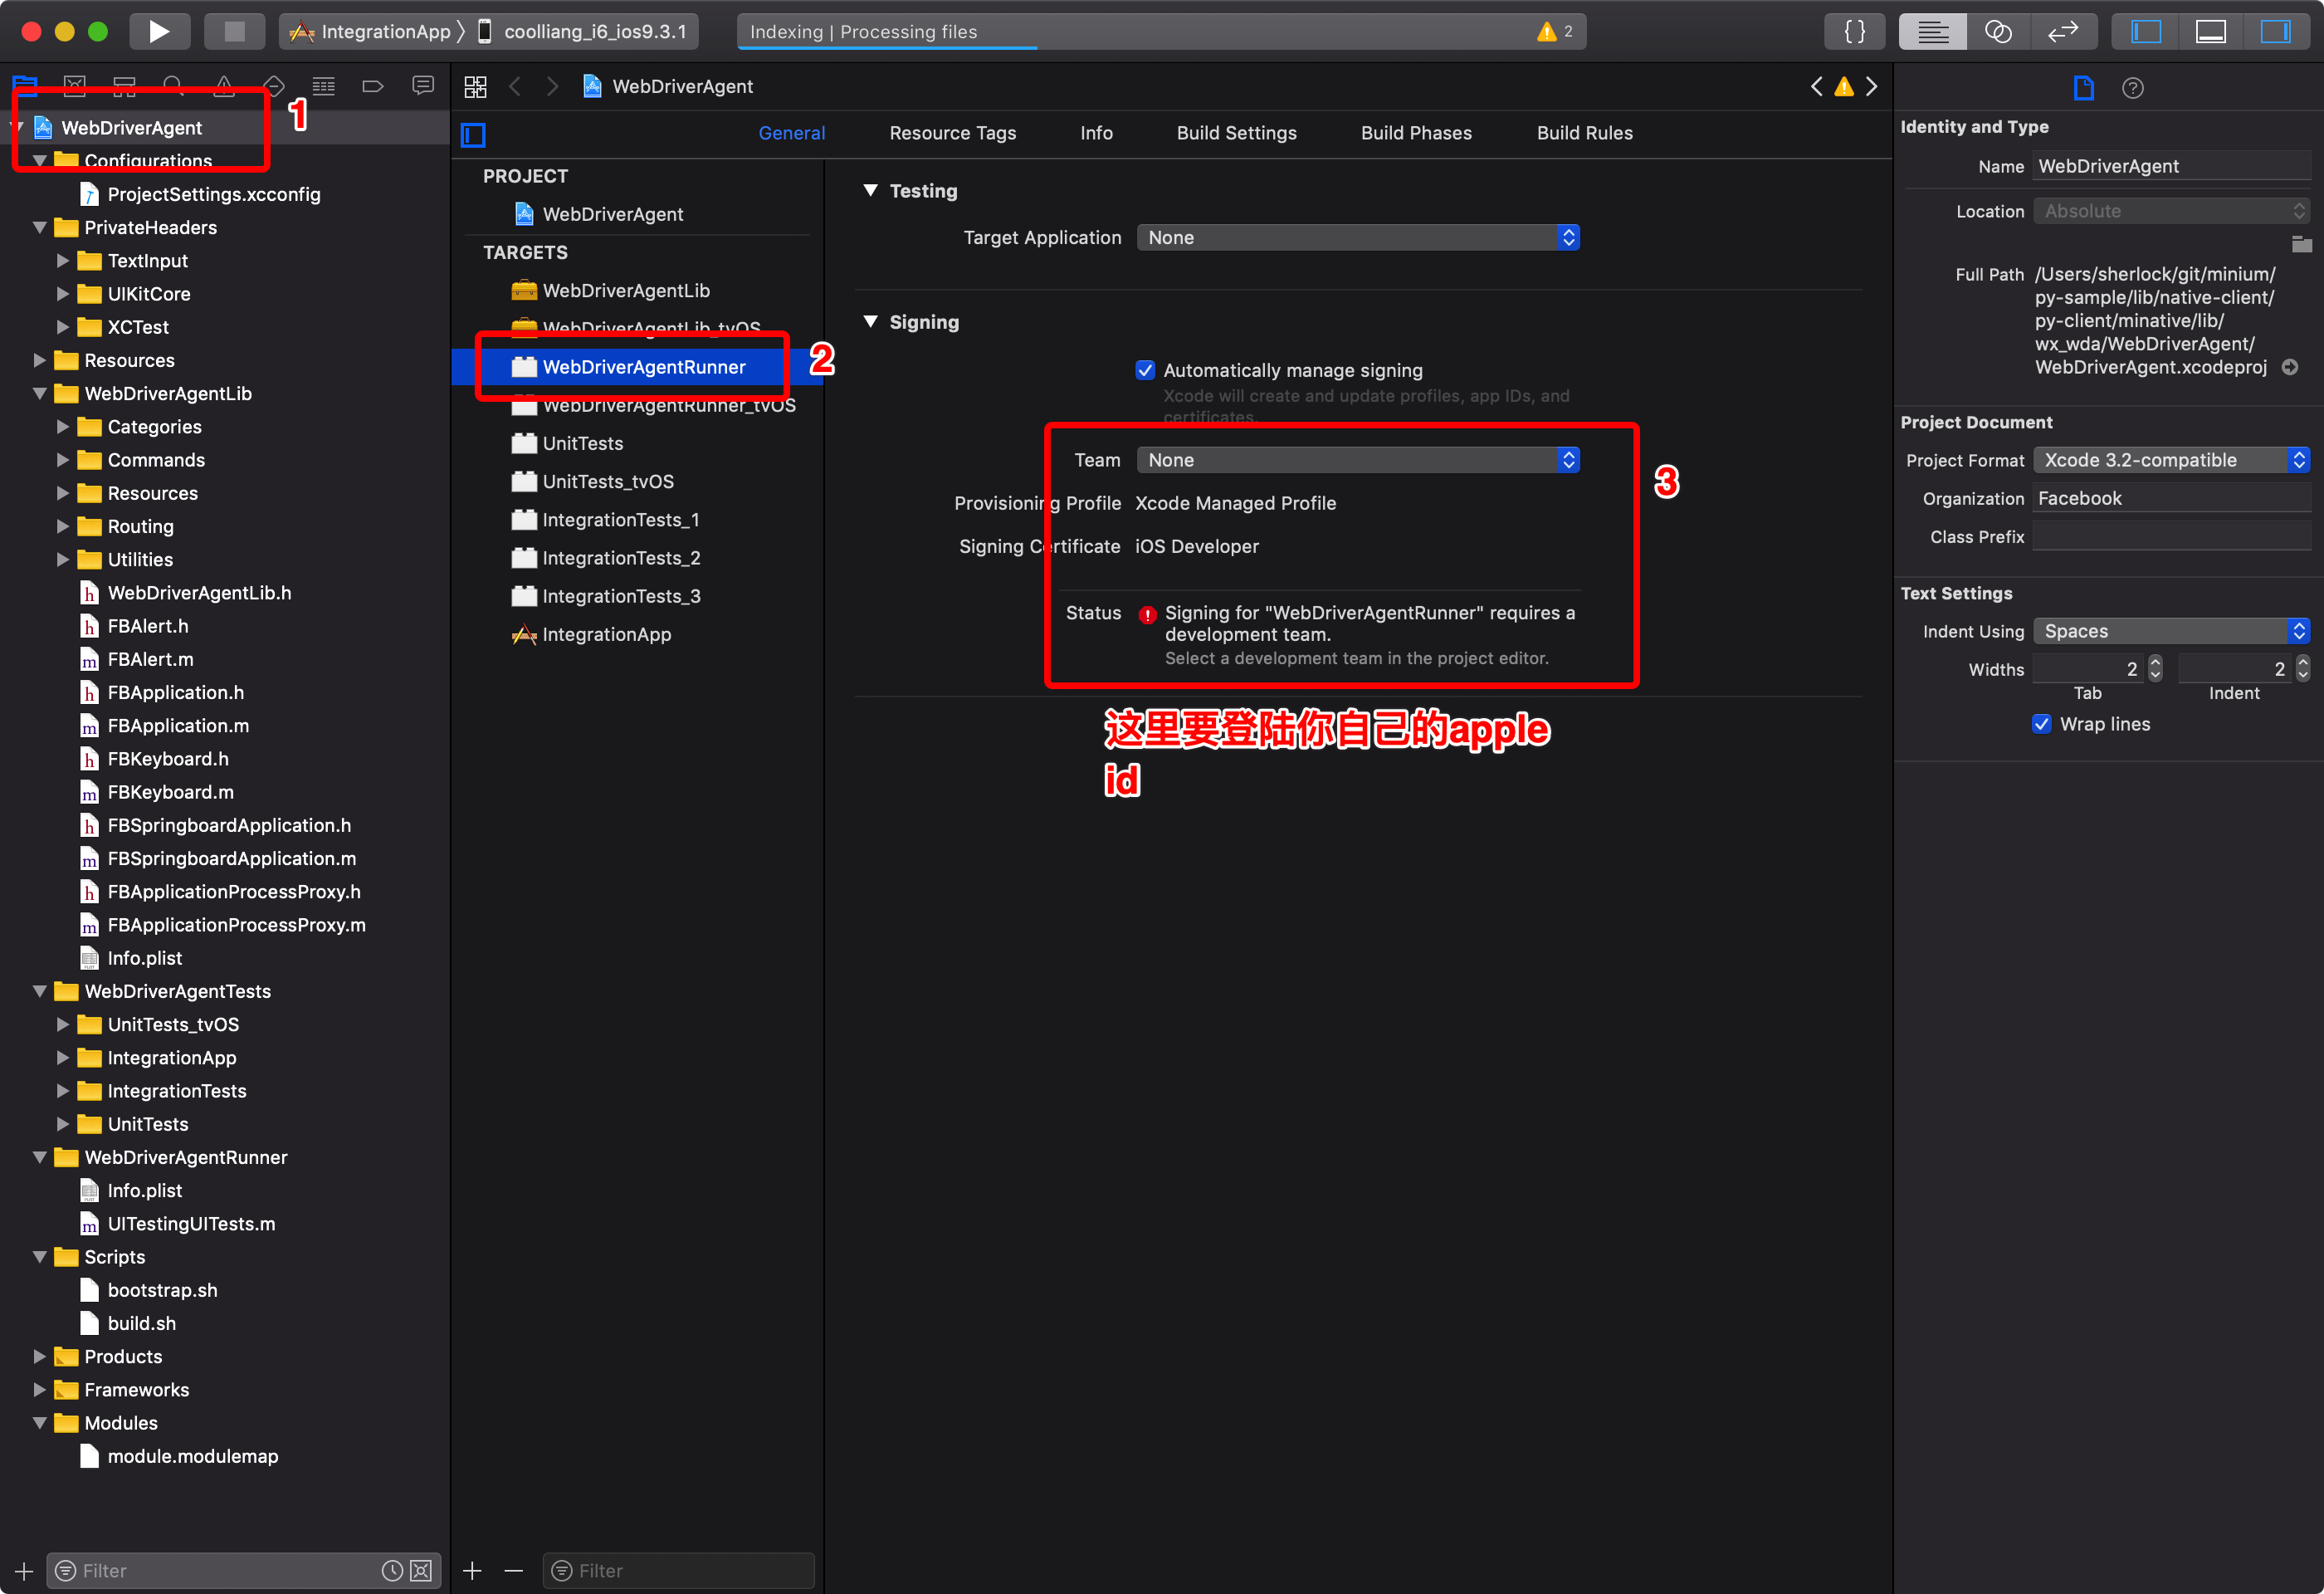 IntegrationApp 〉 coolliang_i6_ios9.3.1
Indexing | Processing files
2
{ }
WebDriverAgent
Configurations
ProjectSettings.xcconfig
PrivateHeaders
TextInput
UIKitCore
XCTest
Resources
WebDriverAgentLib
Categories
Commands
Resources
Routing
Utilities
WebDriverAgentLib.h
FBAlert.h
FBAlert.m
FBApplication.h
FBApplication.m
FBKeyboard.h
FBKeyboard.m
FBSpringboardApplication.h
FBSpringboardApplication.m
FBApplicationProcessProxy.h
FBApplicationProcessProxy.m
Info.plist
WebDriverAgentTests
UnitTests_tvOS
IntegrationApp
IntegrationTests
UnitTests
WebDriverAgentRunner
Info.plist
UITestingUITests.m
Scripts
bootstrap.sh
build.sh
Products
Frameworks
Modules
module.modulemap
Filter
1
WebDriverAgent
General Resource Tags Info Build Settings Build Phases Build Rules
PROJECT
WebDriverAgent
TARGETS
WebDriverAgentLib
WebDriverAgentLib_tvOS
WebDriverAgentRunner
WebDriverAgentRunner_tvOS
UnitTests
UnitTests_tvOS
IntegrationTests_1
IntegrationTests_2
IntegrationTests_3
IntegrationApp
Filter
2
Testing
Target Application None
Signing
Automatically manage signing
Xcode will create and update profiles, app IDs, and
certificates.
Team None
Provisioning Profile Xcode Managed Profile
Signing Certificate iOS Developer
Status Signing for "WebDriverAgentRunner" requires a
development team.
Select a development team in the project editor.
3
这里要登陆你自己的apple
id
Identity and Type
Name WebDriverAgent
Location Absolute
Full Path /Users/sherlock/git/minium/
py-sample/lib/native-client/
py-client/minative/lib/
wx_wda/WebDriverAgent/
WebDriverAgent.xcodeproj
Project Document
Project Format Xcode 3.2-compatible
Organization Facebook
Class Prefix
Text Settings
Indent Using Spaces
Widths 2 2
Tab Indent
Wrap lines